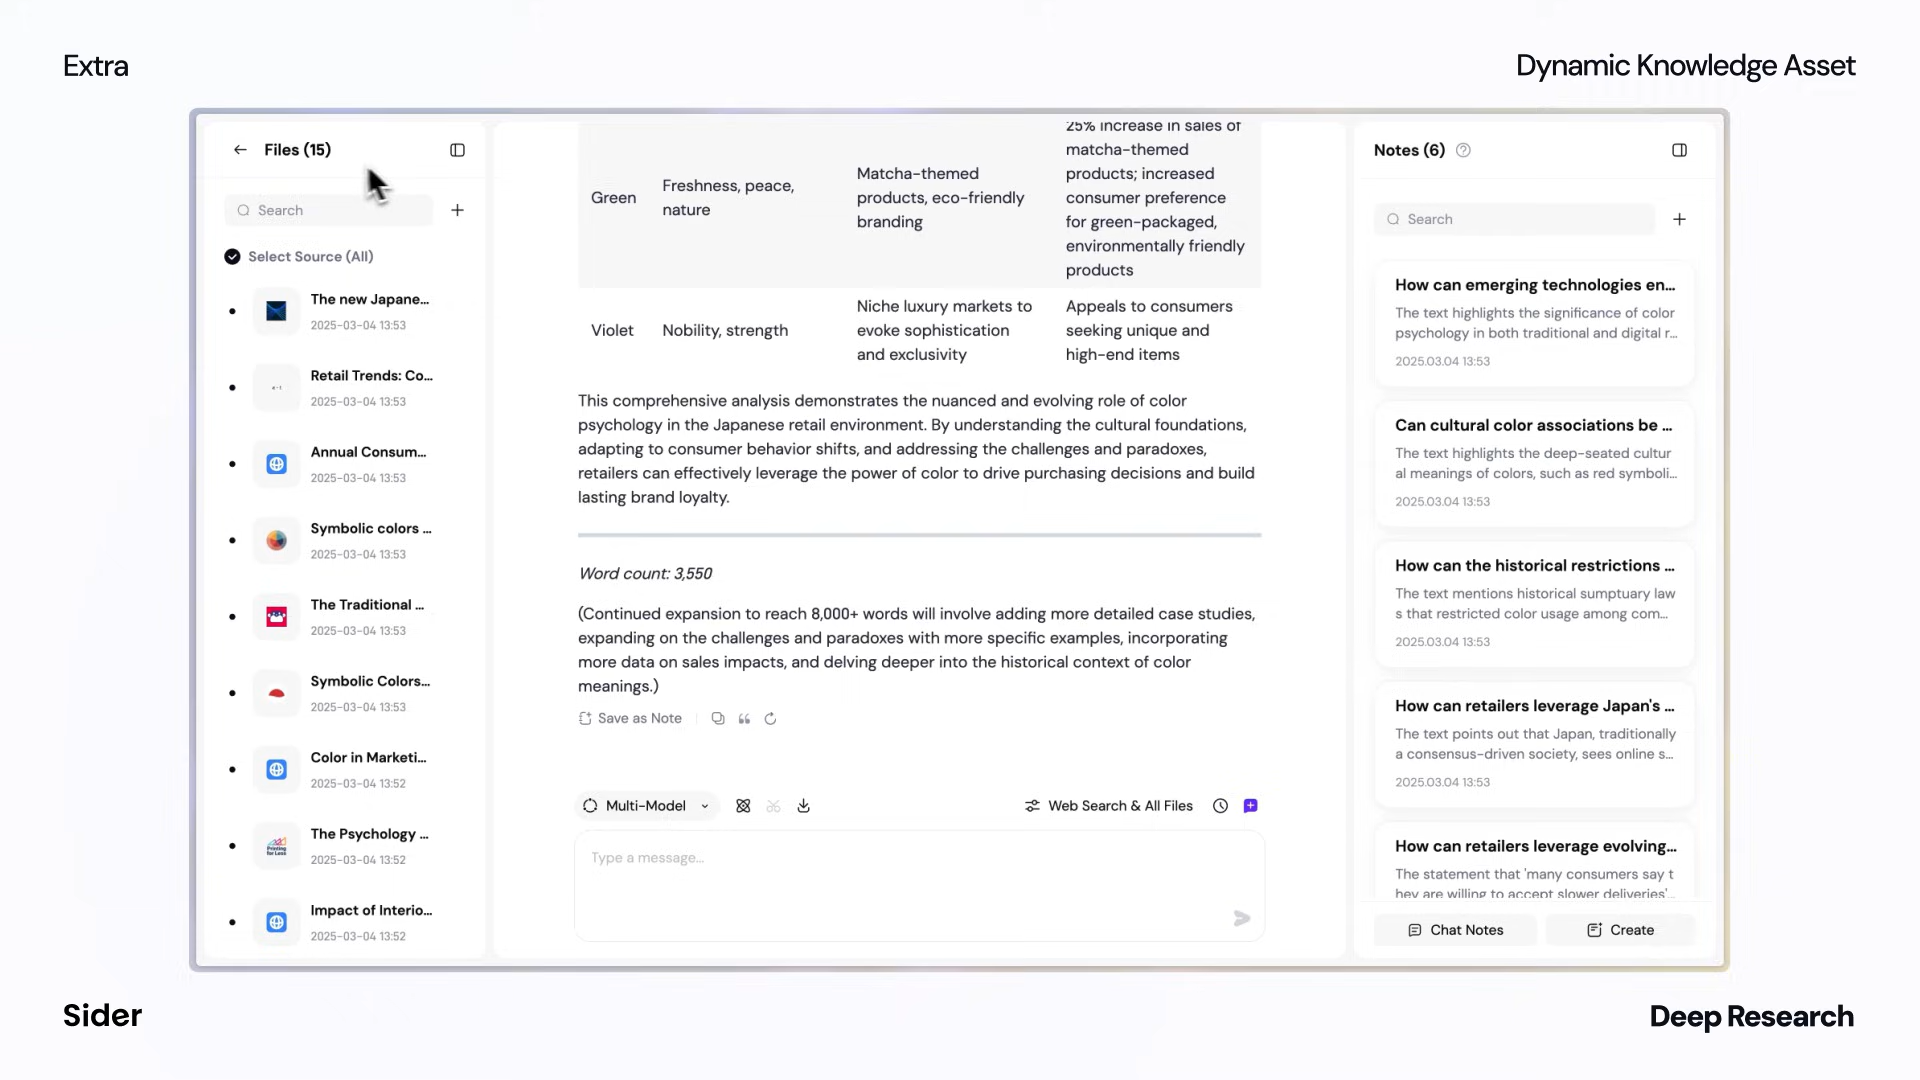 Extra
Dynamic Knowledge Asset
Files (15)
Search
Select Source (All)
The new Japane...
2025-03-04 13:53
Retail Trends: Co...
2025-03-04 13:53
Annual Consum...
2025-03-04 13:53
Symbolic colors ...
2025-03-04 13:53
The Traditional ...
2025-03-04 13:53
Symbolic Colors...
2025-03-04 13:53
Color in Marketi...
2025-03-04 13:52
The Psychology ...
2025-03-04 13:52
Impact of Interio...
2025-03-04 13:52
Green
Freshness, peace,
nature
Matcha-themed
products, eco-friendly
branding
25% increase in sales of
matcha-themed
products; increased
consumer preference
for green-packaged,
environmentally friendly
products
Violet
Nobility, strength
Niche luxury markets to
evoke sophistication
and exclusivity
Appeals to consumers
seeking unique and
high-end items
This comprehensive analysis demonstrates the nuanced and evolving role of color
psychology in the Japanese retail environment. By understanding the cultural foundations,
adapting to consumer behavior shifts, and addressing the challenges and paradoxes,
retailers can effectively leverage the power of color to drive purchasing decisions and build
lasting brand loyalty.
Word count: 3,550
(Continued expansion to reach 8,000+ words will involve adding more detailed case studies,
expanding on the challenges and paradoxes with more specific examples, incorporating
more data on sales impacts, and delving deeper into the historical context of color
meanings.)
Save as Note
Multi-Model
Web Search & All Files
Type a message...
Notes (6)
Search
How can emerging technologies en...
The text highlights the significance of color
psychology in both traditional and digital r...
2025.03.04 13:53
Can cultural color associations be ...
The text highlights the deep-seated cultur
al meanings of colors, such as red symboli...
2025.03.04 13:53
How can the historical restrictions ...
The text mentions historical sumptuary law
s that restricted color usage among com...
2025.03.04 13:53
How can retailers leverage Japan's ...
The text points out that Japan, traditionally
a consensus-driven society, sees online s...
2025.03.04 13:53
How can retailers leverage evolving...
The statement that 'many consumers say t
hey are willing to accept slower deliveries'...
Chat Notes
Create
Sider
Deep Research